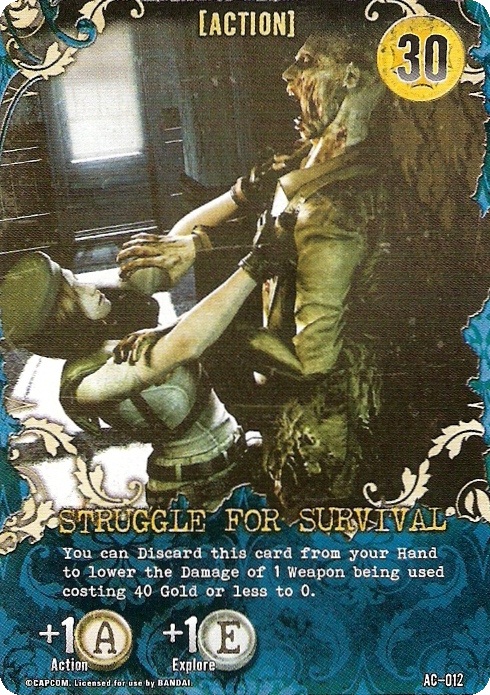 [ACTION]
30
STRUGGLE FOR SURVIVAL
You can Discard this card from your Hand
to lower the Damage of 1 Weapon being used
costing 40 Gold or less to 0.
+1 A +1 E
Action Explore
©CAPCOM. Licensed for use by BANDAI
AC-012